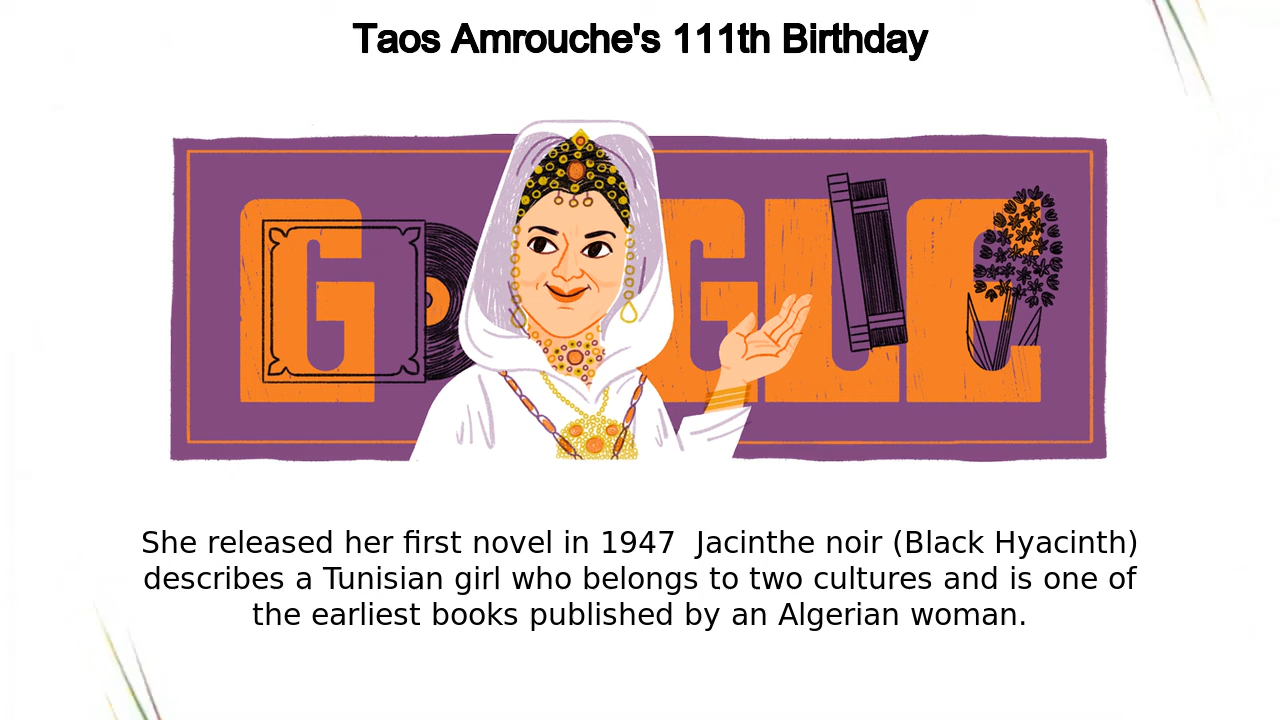 Taos Amrouche's 111th Birthday
GOOGLE
She released her first novel in 1947  Jacinthe noir (Black Hyacinth)
describes a Tunisian girl who belongs to two cultures and is one of
the earliest books published by an Algerian woman.